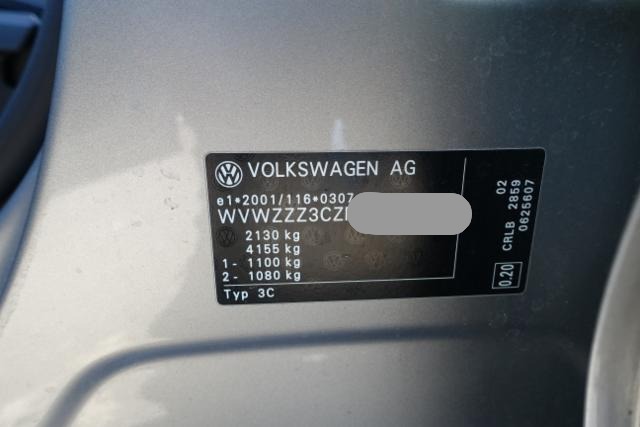 VOLKSWAGEN AG
e1*2001/116*0307
WVWZZZ3CZ
2130 kg
4155 kg
1- 1100 kg
2- 1080 kg
Typ 3C
0.20 CRLB 02
2859
0625607